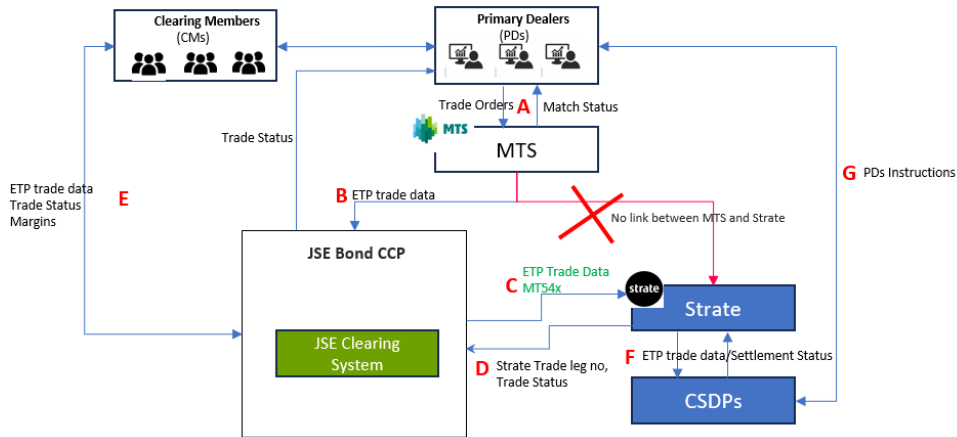 Clearing Members
(CMs)
Primary Dealers
(PDs)
Trade Orders
A
Match Status
MTS
MTS
Trade Status
ETP trade data
Trade Status
Margins
E
B
ETP trade data
No link between MTS and Strate
G
PDs Instructions
JSE Bond CCP
C
ETP Trade Data
MT54x
strate
Strate
JSE Clearing
System
D
Strate Trade leg no,
Trade Status
F
ETP trade data/Settlement Status
CSDPs